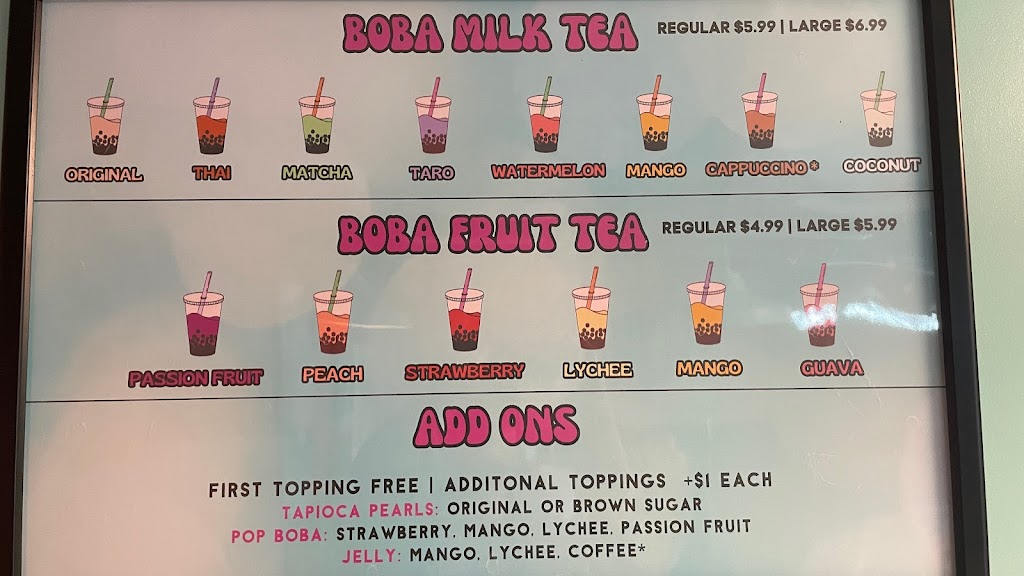 BOBA MILK TEA REGULAR $5.99 | LARGE $6.99
ORIGINAL THAI MATCHA TARO WATERMELON MANGO CAPPUCCINO* COCONUT
BOBA FRUIT TEA REGULAR $4.99 | LARGE $5.99
PASSION FRUIT PEACH STRAWBERRY LYCHEE MANGO GUAVA
ADD ONS
FIRST TOPPING FREE | ADDITONAL TOPPINGS +$1 EACH
TAPIOCA PEARLS: ORIGINAL OR BROWN SUGAR
POP BOBA: STRAWBERRY, MANGO, LYCHEE, PASSION FRUIT
JELLY: MANGO, LYCHEE, COFFEE*